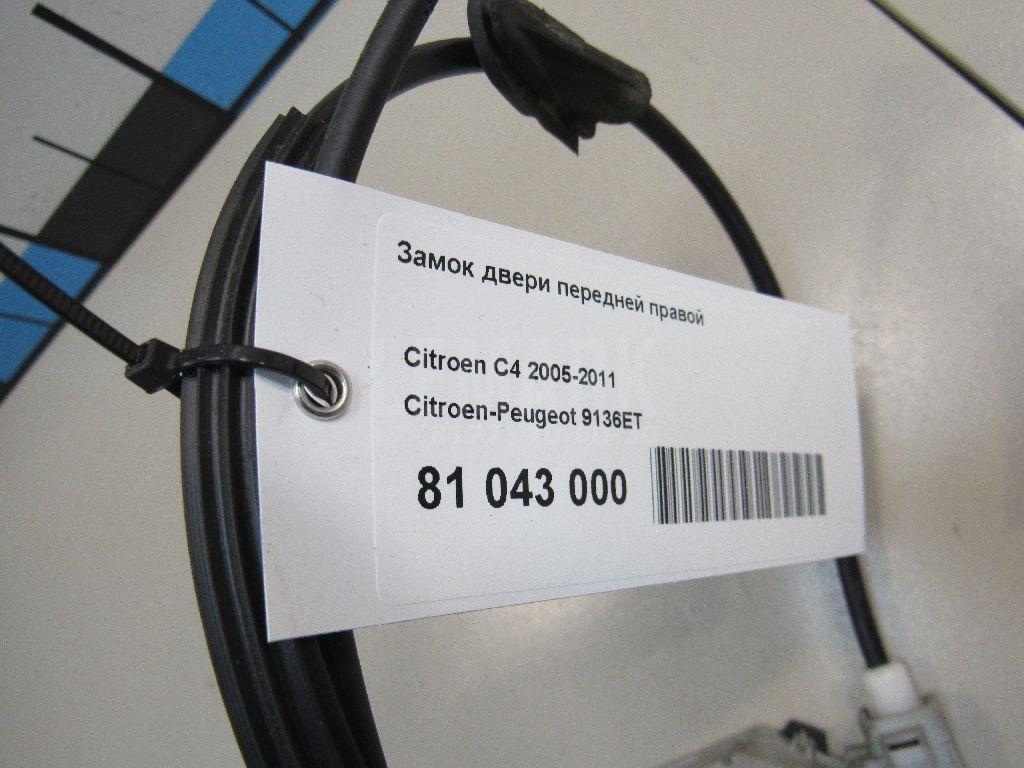 Замок двери передней правой
Citroen C4 2005-2011
Citroen-Peugeot 9136ET
81 043 000